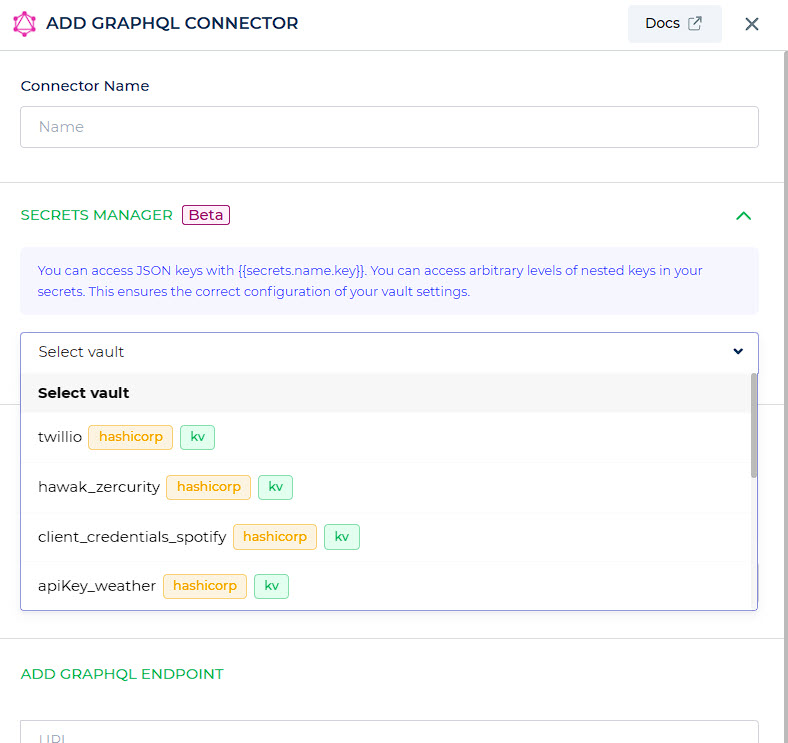 ADD GRAPHQL CONNECTOR
Docs
Connector Name
Name
SECRETS MANAGER Beta
You can access JSON keys with {{secrets.name.key}}. You can access arbitrary levels of nested keys in your
secrets. This ensures the correct configuration of your vault settings.
Select vault
Select vault
twillio hashicorp kv
hawak_zercurity hashicorp kv
client_credentials_spotify hashicorp kv
apiKey_weather hashicorp kv
ADD GRAPHQL ENDPOINT
URL